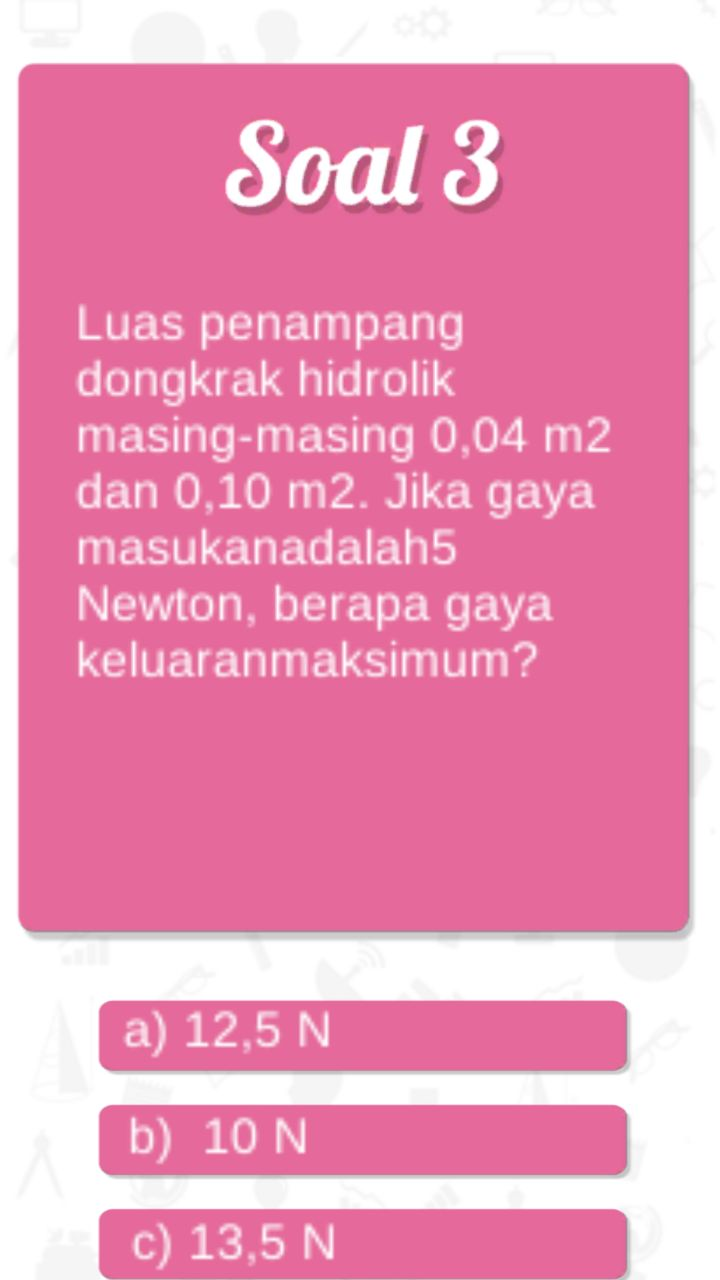 Soal 3
Luas penampang
dongkrak hidrolik
masing-masing 0,04 m2
dan 0,10 m2. Jika gaya
masukanadalah5
Newton, berapa gaya
keluaranmaksimum?
a) 12,5 N
b) 10 N
c) 13,5 N